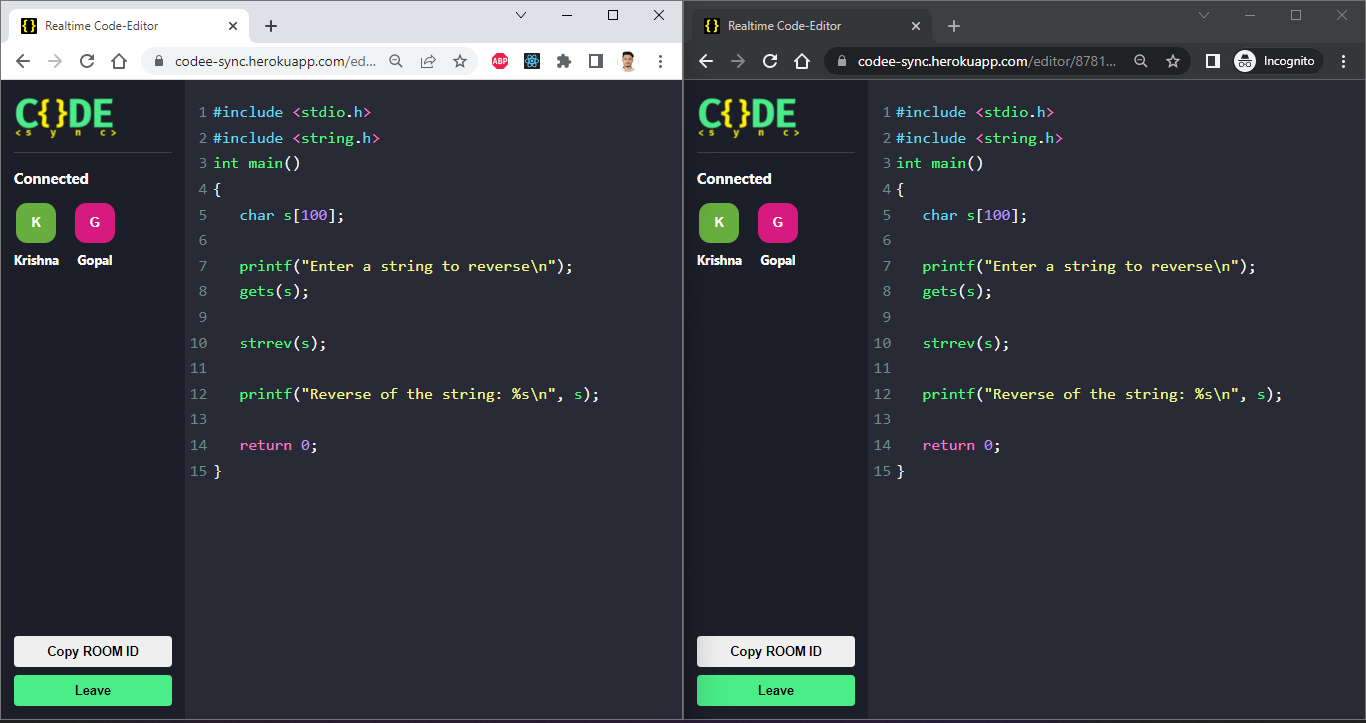 Realtime Code-Editor
codee-sync.herokuapp.com/ed...
ABP
C{}DE
<sync>
Connected
K G
Krishna Gopal
1 #include <stdio.h>
2 #include <string.h>
3 int main()
4 {
5 char s[100];
6
7 printf("Enter a string to reverse\n");
8 gets(s);
9
10 strrev(s);
11
12 printf("Reverse of the string: %s\n", s);
13
14 return 0;
15 }
Copy ROOM ID
Leave
Realtime Code-Editor
codee-sync.herokuapp.com/editor/8781...
Incognito
C{}DE
<sync>
Connected
K G
Krishna Gopal
1 #include <stdio.h>
2 #include <string.h>
3 int main()
4 {
5 char s[100];
6
7 printf("Enter a string to reverse\n");
8 gets(s);
9
10 strrev(s);
11
12 printf("Reverse of the string: %s\n", s);
13
14 return 0;
15 }
Copy ROOM ID
Leave